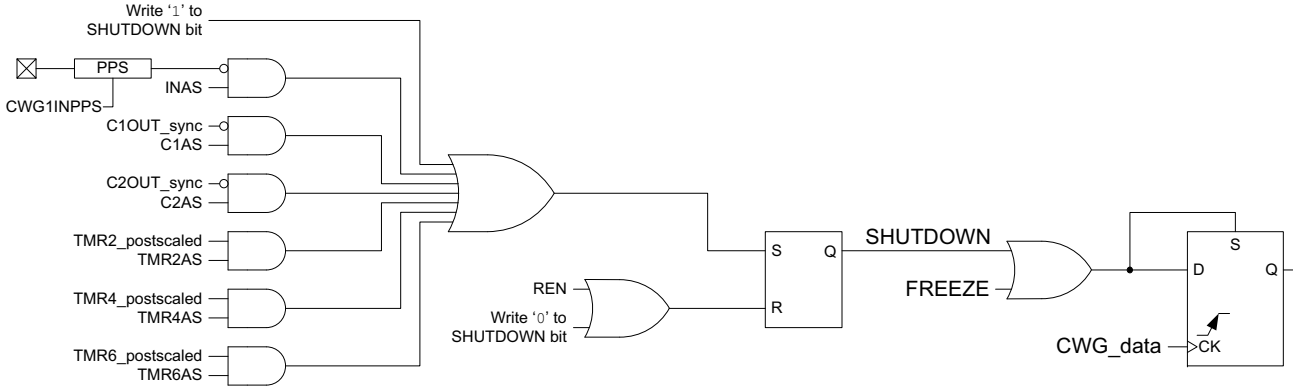 Write ‘1’ to
SHUTDOWN bit
PPS
INAS
CWG1INPPS
C1OUT_sync
C1AS
C2OUT_sync
C2AS
TMR2_postscaled
TMR2AS
TMR4_postscaled
TMR4AS
TMR6_postscaled
TMR6AS
REN
Write ‘0’ to
SHUTDOWN bit
S
Q
R
SHUTDOWN
FREEZE
S
D
Q
CWG_data
CK